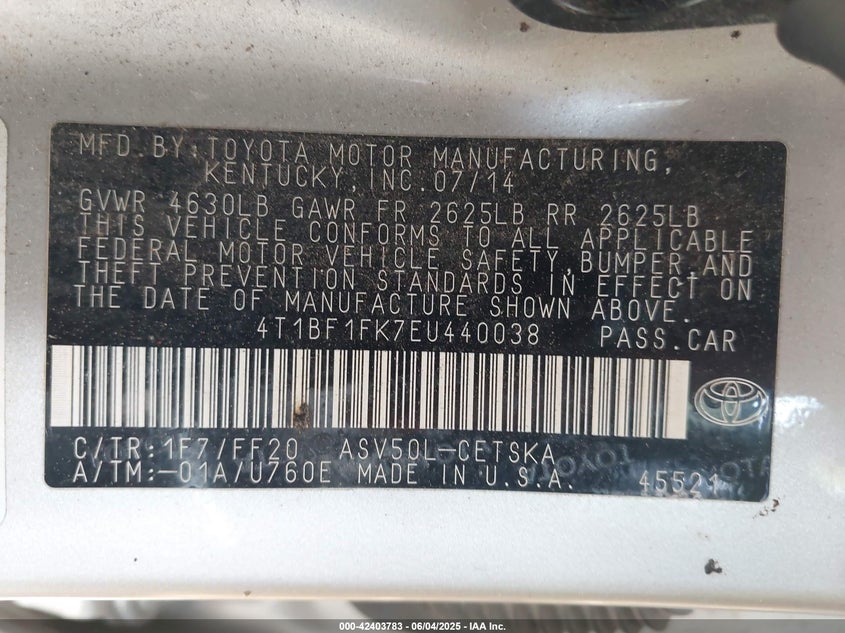 MFD BY:TOYOTA MOTOR MANUFACTURING,
KENTUCKY, INC. 07/14
GVWR 4630LB GAWR FR 2625LB RR 2625LB
THIS VEHICLE CONFORMS TO ALL APPLICABLE
FEDERAL MOTOR VEHICLE SAFETY, BUMPER, AND
THEFT PREVENTION STANDARDS IN EFFECT ON
THE DATE OF MANUFACTURE SHOWN ABOVE.
4T1BF1FK7EU440038 PASS.CAR
C/TR:1F7/FF20 ASV50L-CETSKA
A/TM:-01A/U760E MADE IN U.S.A. 45521
000-42403783 - 06/04/2025 - IAA Inc.